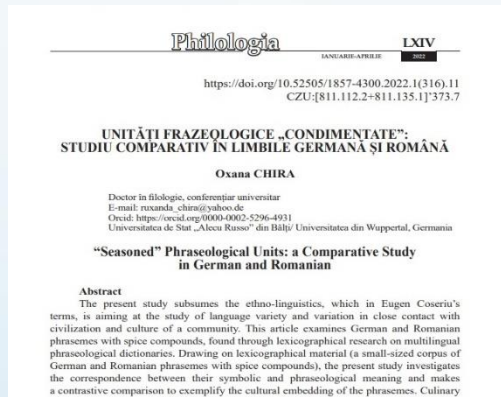 Philologia
LXIV
IANUARIE-APRILIE
2022
https://doi.org/10.52505/1857-4300.2022.1(316).11
CZU:[811.112.2+811.135.1]'373.7
UNITĂȚI FRAZEOLOGICE „CONDIMENTATE”:
STUDIU COMPARATIV ÎN LIMBILE GERMANĂ ȘI ROMÂNĂ
Oxana CHIRA
Doctor în filologie, conferențiar universitar
E-mail: ruxanda_chira@yahoo.de
Orcid: https://orcid.org/0000-0002-5296-4931
Universitatea de Stat „Alecu Russo” din Bălți/ Universitatea din Wuppertal, Germania
“Seasoned” Phraseological Units: a Comparative Study
in German and Romanian
Abstract
The present study subsumes the ethno-linguistics, which in Eugen Coseriu’s
terms, is aiming at the study of language variety and variation in close contact with
civilization and culture of a community. This article examines German and Romanian
phrasemes with spice compounds, found through lexicographical research on multilingual
phraseological dictionaries. Drawing on lexicographical material (a small-sized corpus of
German and Romanian phrasemes with spice compounds), the present study investigates
the correspondence between their symbolic and phraseological meaning and makes
a contrastive comparison to exemplify the cultural embedding of the phrasemes. Culinary